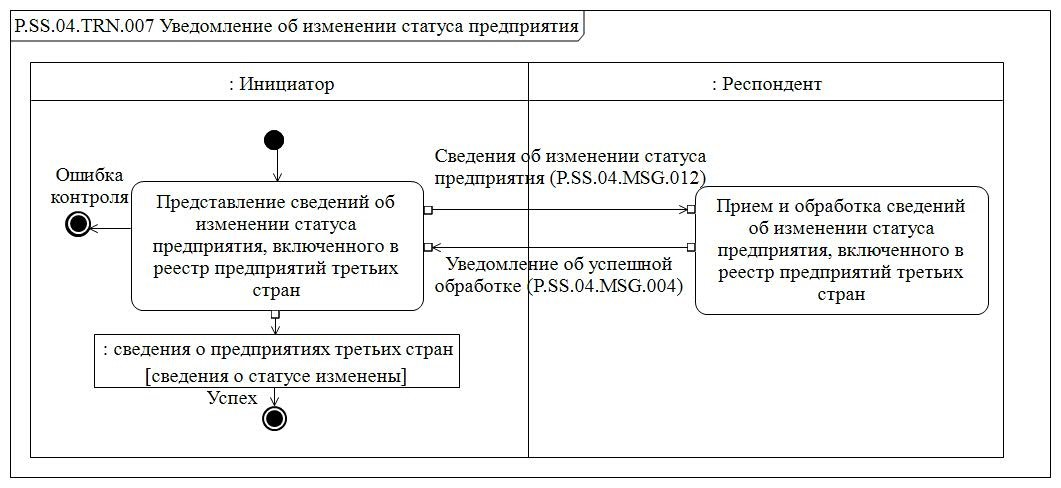 P.SS.04.TRN.007 Уведомление об изменении статуса предприятия
: Инициатор
: Респондент
Ошибка
контроля
Представление сведений об
изменении статуса
предприятия, включенного в
реестр предприятий третьих
стран
Сведения об изменении статуса
предприятия (P.SS.04.MSG.012)
Уведомление об успешной
обработке (P.SS.04.MSG.004)
Прием и обработка сведений
об изменении статуса
предприятия, включенного в
реестр предприятий третьих
стран
: сведения о предприятиях третьих стран
[сведения о статусе изменены]
Успех